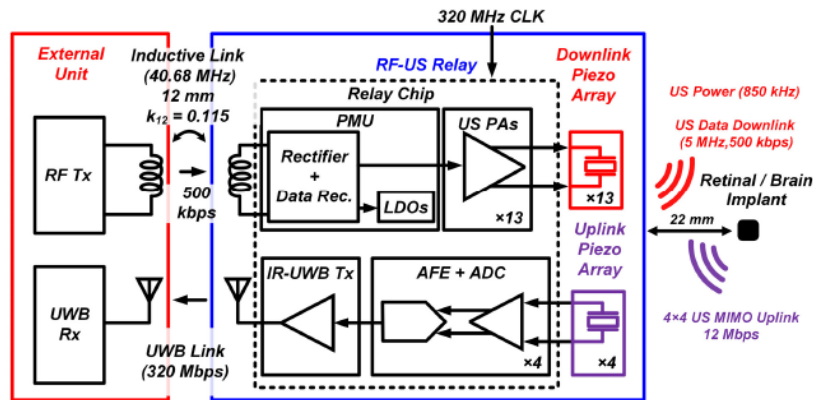 320 MHz CLK
External
Unit
Inductive Link
(40.68 MHz)
12 mm
k12 = 0.115
RF-US Relay
Downlink
Piezo
Array
Relay Chip
PMU
US PAs
US Power (850 kHz)
US Data Downlink
(5 MHz,500 kbps)
RF Tx
500
kbps
Rectifier
+
Data Rec.
LDOs
×13
×13
Retinal / Brain
Implant
22 mm
Uplink
Piezo
Array
UWB
Rx
IR-UWB Tx
AFE + ADC
×4
×4
UWB Link
(320 Mbps)
4×4 US MIMO Uplink
12 Mbps